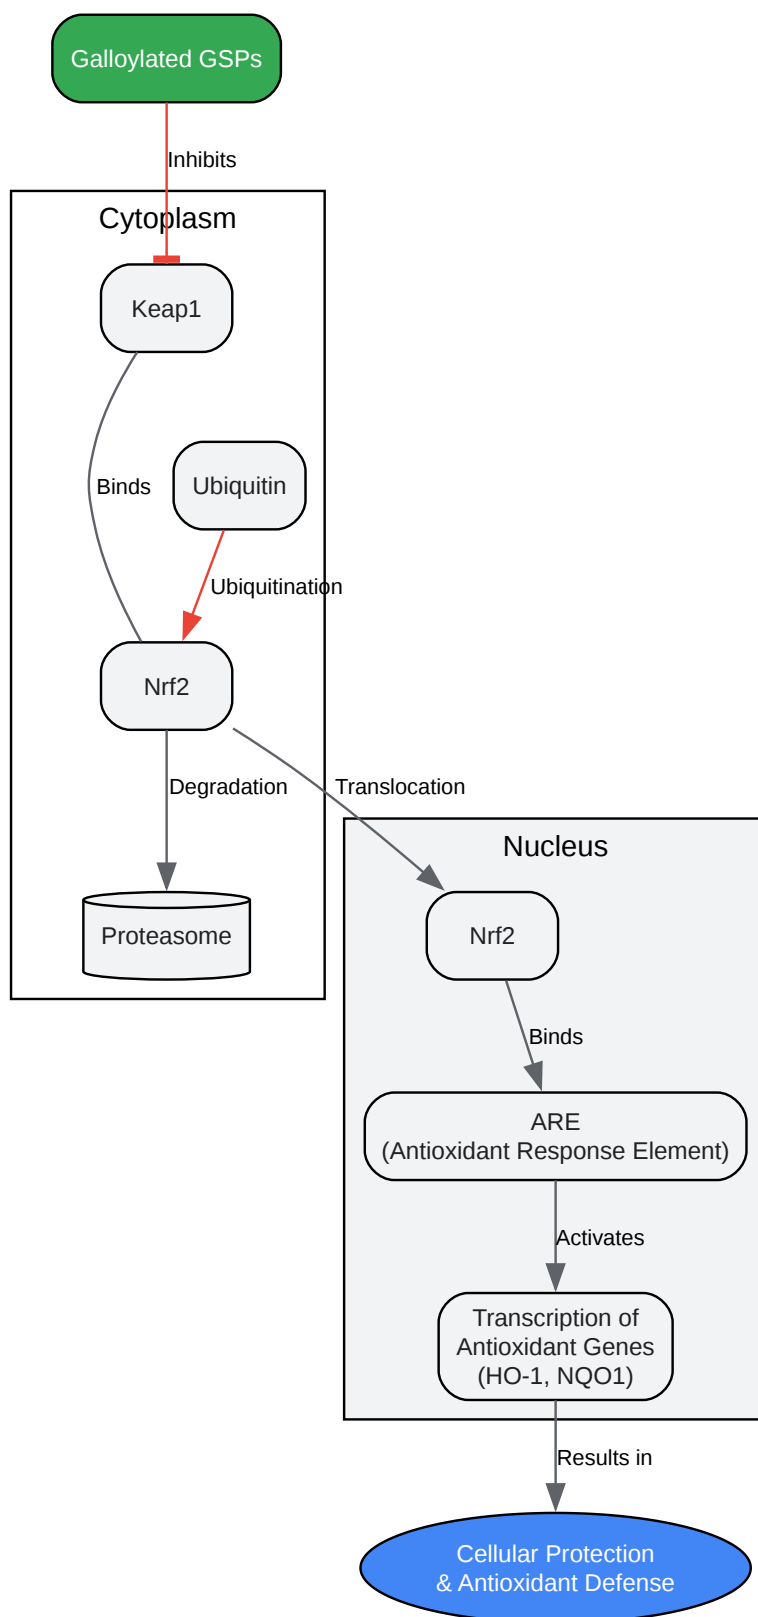 Galloylated GSPs
Inhibits
Cytoplasm
Keap1
Binds
Ubiquitin
Ubiquitination
Nrf2
Degradation
Translocation
Proteasome
Nucleus
Nrf2
Binds
ARE
(Antioxidant Response Element)
Activates
Transcription of
Antioxidant Genes
(HO-1, NQO1)
Results in
Cellular Protection
& Antioxidant Defense